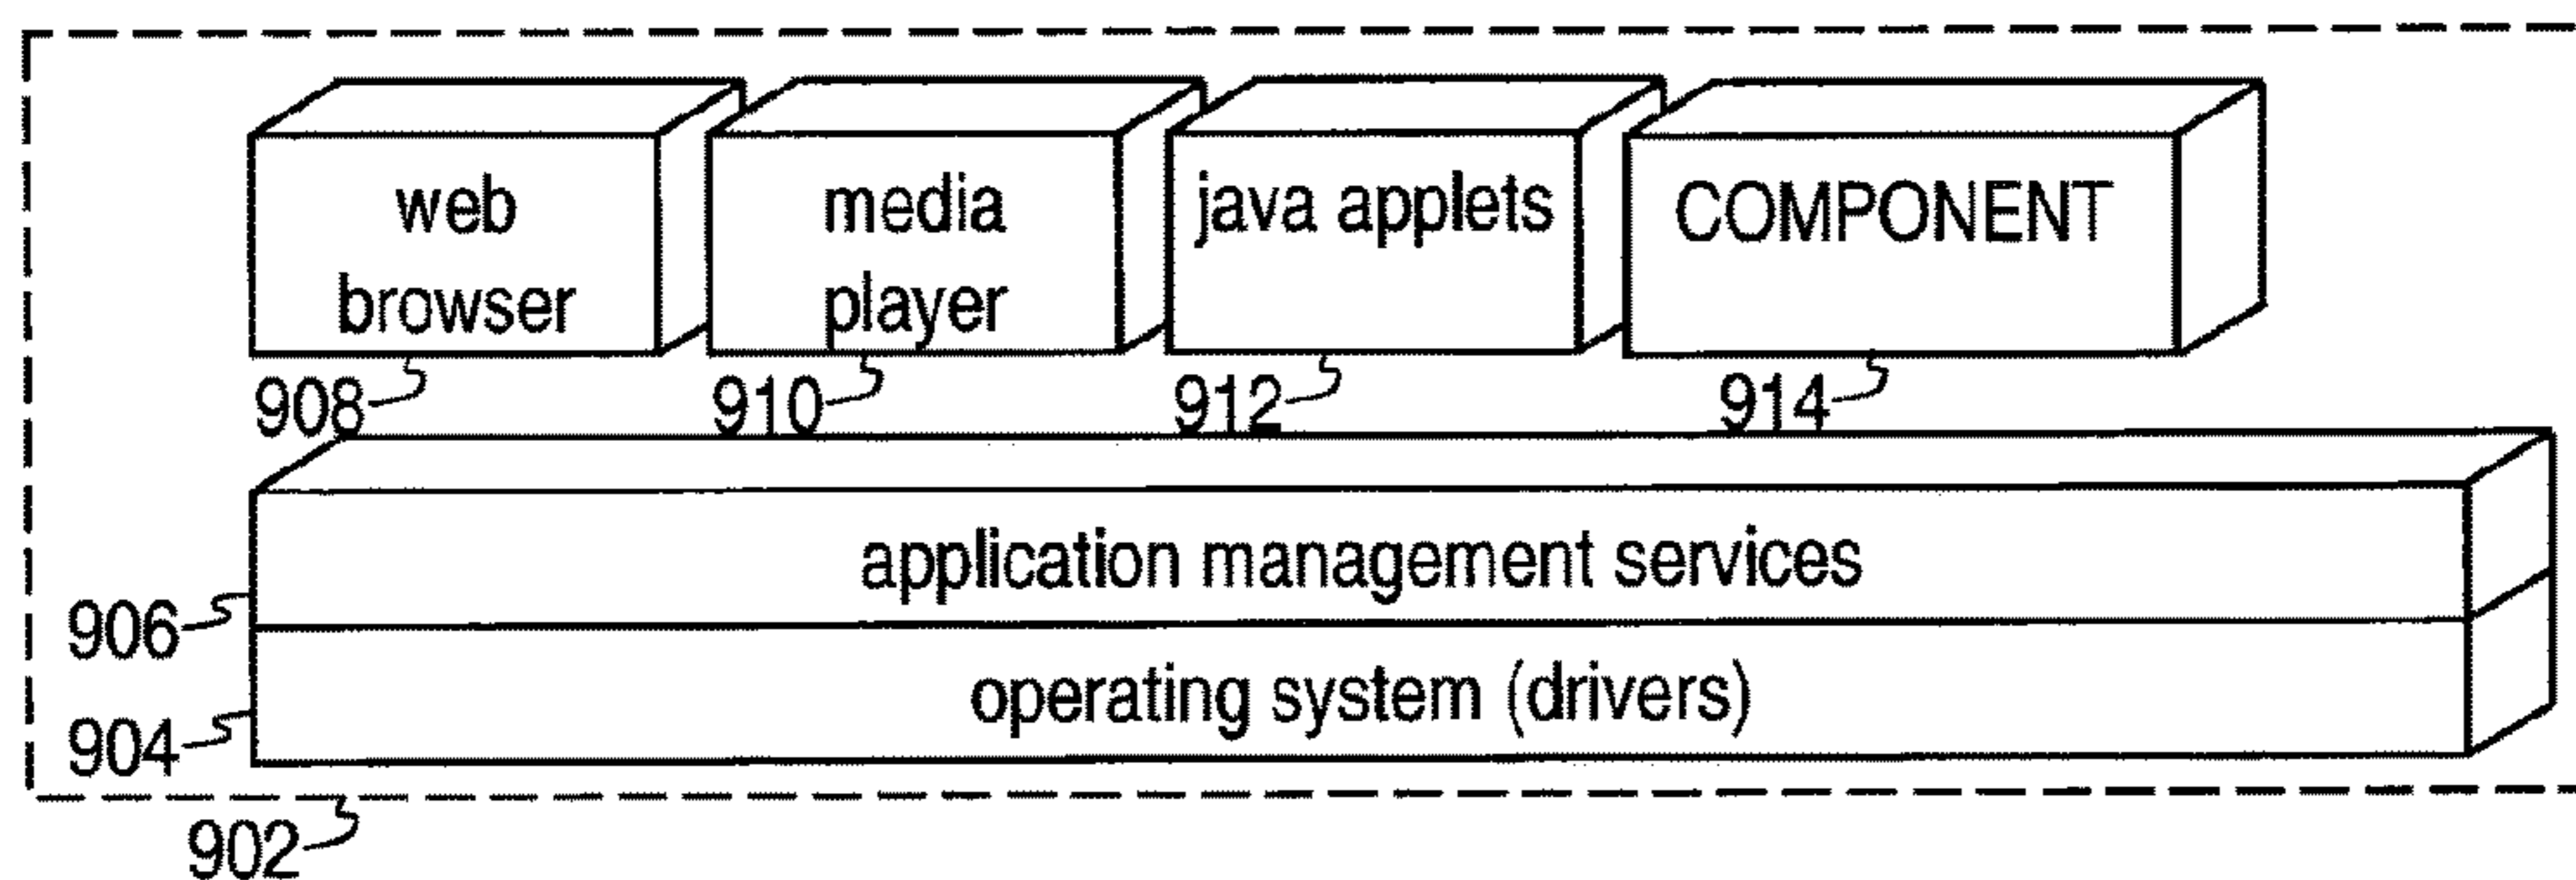 web
browser
media
player
java applets
COMPONENT
908
910
912
914
application management services
906
operating system (drivers)
904
902